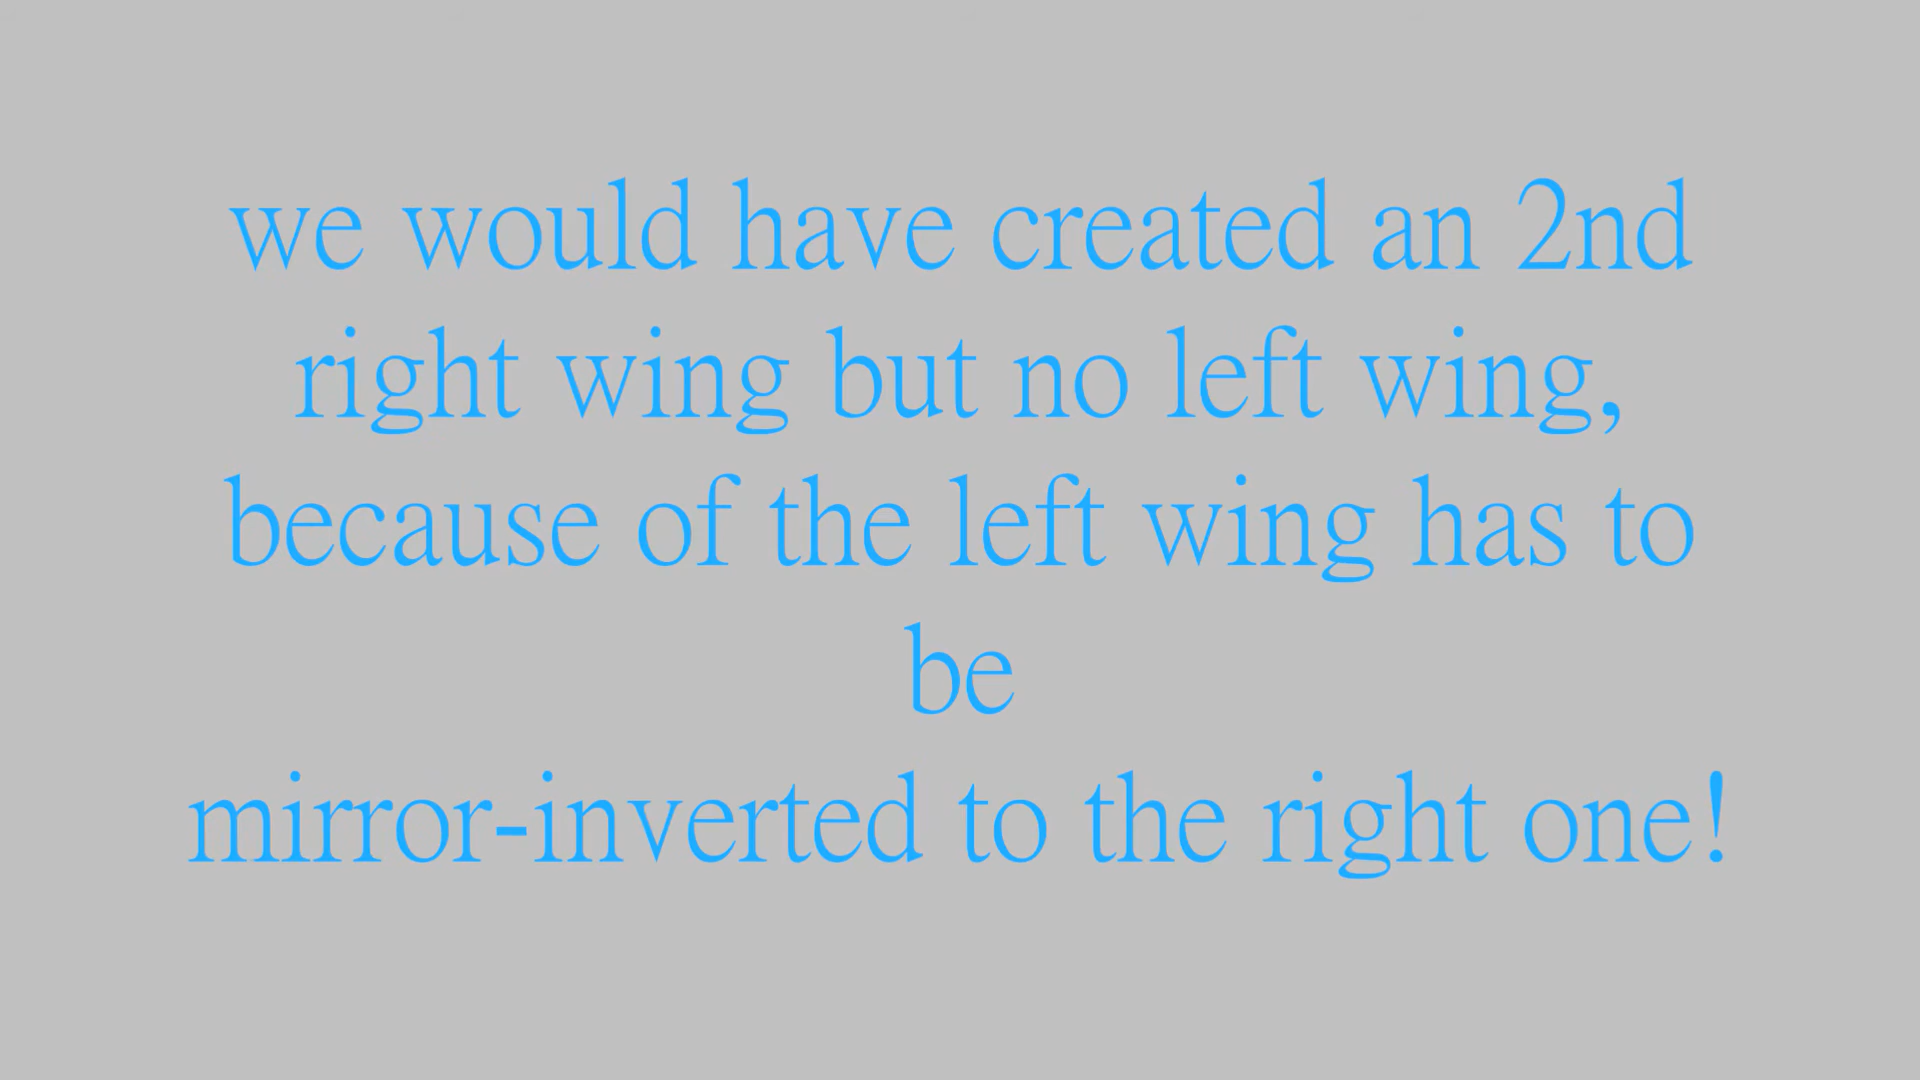 we would have created an 2nd
right wing but no left wing,
because of the left wing has to
be
mirror-inverted to the right one!